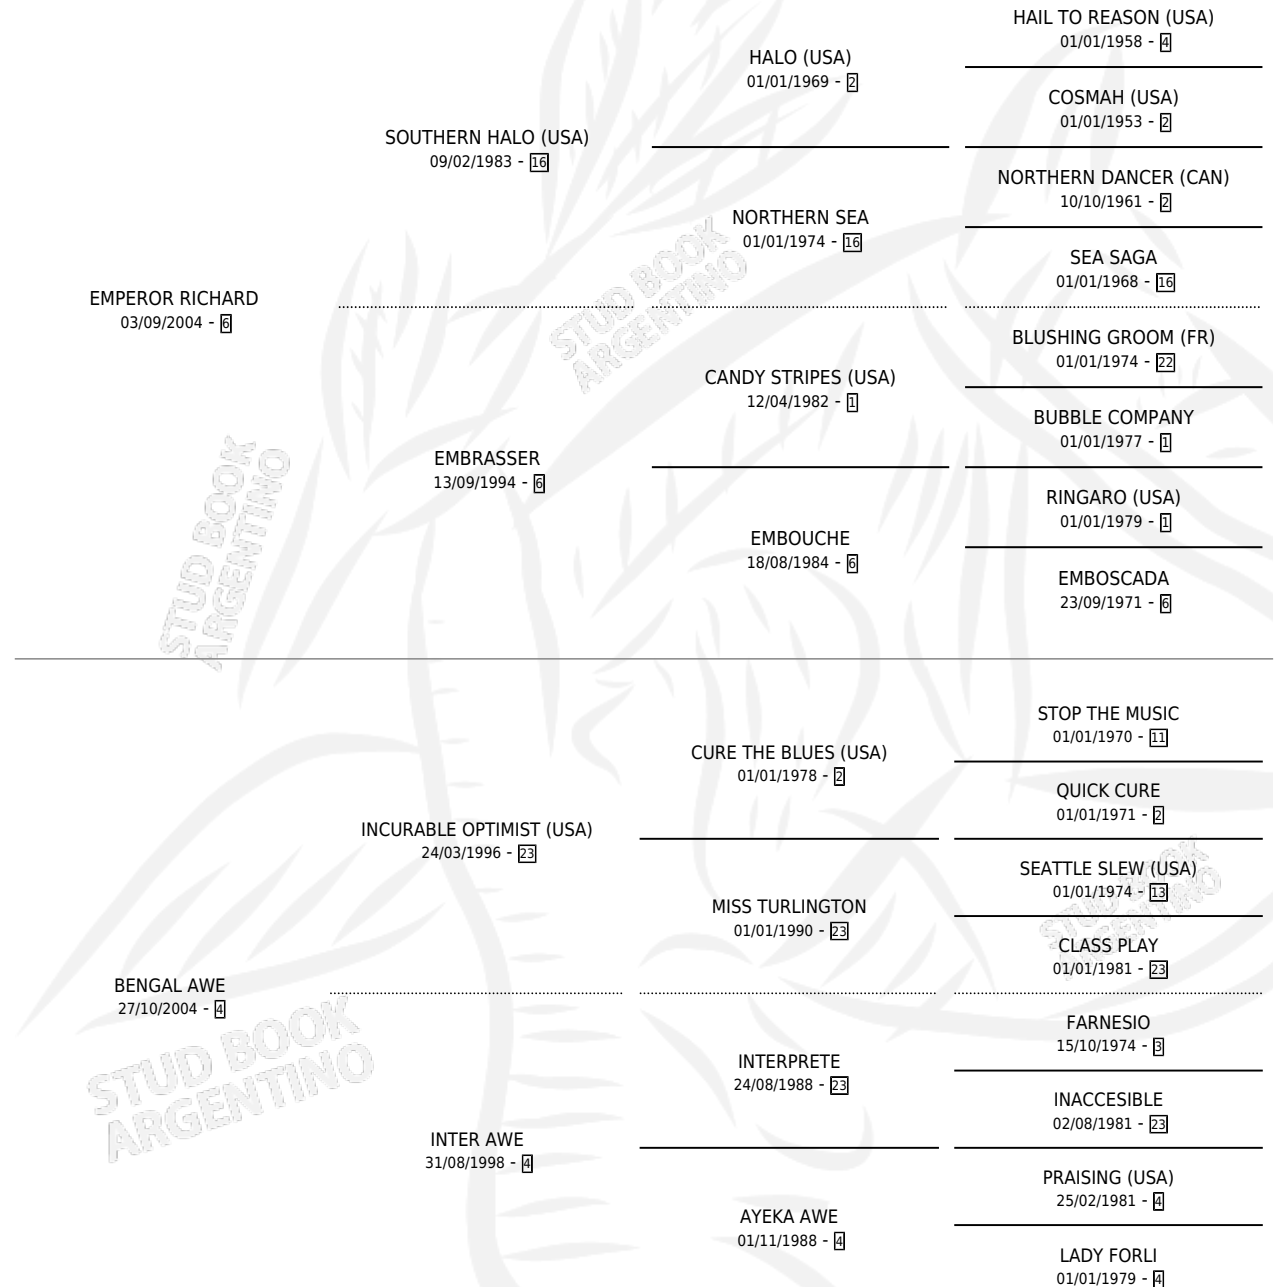 HAIL TO REASON (USA)
01/01/1958 - 4
HALO (USA)
01/01/1969 - 2
COSMAH (USA)
01/01/1953 - 2
SOUTHERN HALO (USA)
09/02/1983 - 16
NORTHERN DANCER (CAN)
10/10/1961 - 2
NORTHERN SEA
01/01/1974 - 16
SEA SAGA
01/01/1968 - 16
EMPEROR RICHARD
03/09/2004 - 6
STUD BOOK
ARGENTINO
BLUSHING GROOM (FR)
01/01/1974 - 22
CANDY STRIPES (USA)
12/04/1982 - 1
BUBBLE COMPANY
01/01/1977 - 1
EMBRASSER
13/09/1994 - 6
RINGARO (USA)
01/01/1979 - 1
EMBOUCHE
18/08/1984 - 6
EMBOSCADA
23/09/1971 - 6
STUD BOOK
ARGENTINO
STOP THE MUSIC
01/01/1970 - 11
CURE THE BLUES (USA)
01/01/1978 - 2
QUICK CURE
01/01/1971 - 2
INCURABLE OPTIMIST (USA)
24/03/1996 - 23
SEATTLE SLEW (USA)
01/01/1974 - 13
MISS TURLINGTON
01/01/1990 - 23
STUD BOOK
ARGENTINO
CLASS PLAY
01/01/1981 - 23
BENGAL AWE
27/10/2004 - 4
STUD BOOK
ARGENTINO
FARNESIO
15/10/1974 - 3
INTERPRETE
24/08/1988 - 23
INACCESIBLE
02/08/1981 - 23
INTER AWE
31/08/1998 - 4
PRAISING (USA)
25/02/1981 - 4
AYEKA AWE
01/11/1988 - 4
LADY FORLI
01/01/1979 - 4